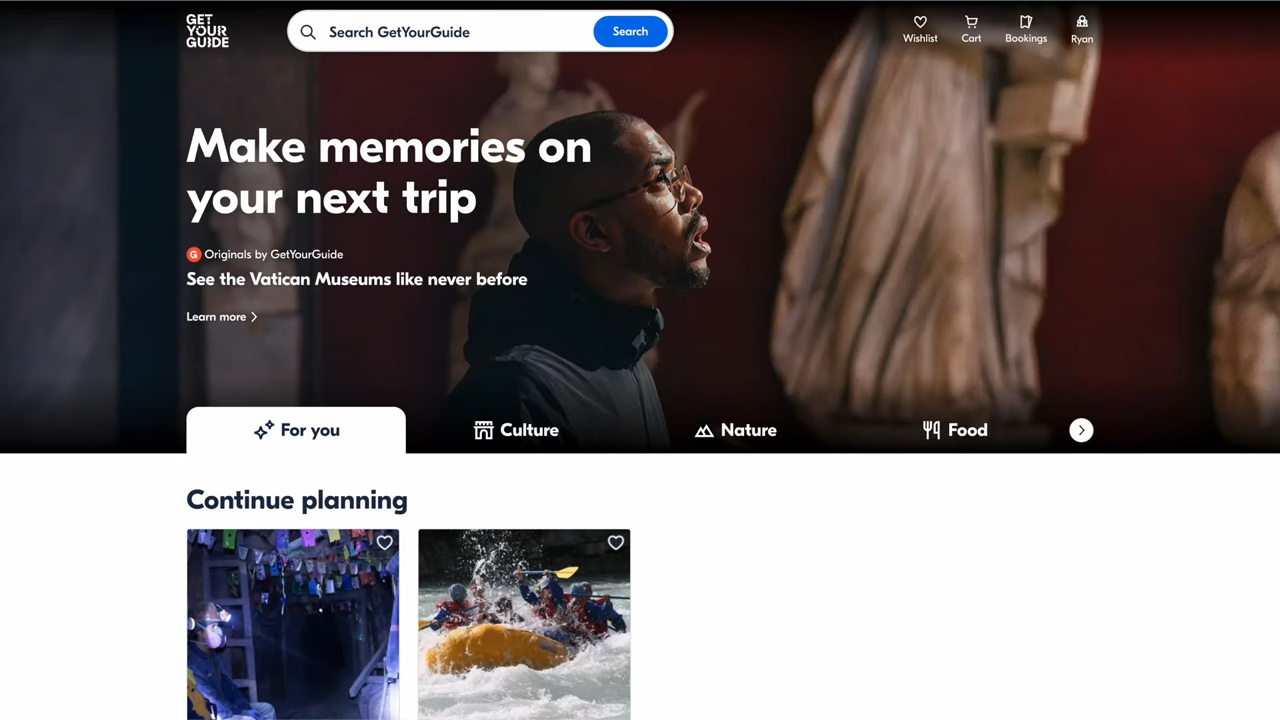 GET
YOUR
GUIDE
Search GetYourGuide
Search
Wishlist
Cart
Bookings
Ryan
Make memories on
your next trip
G Originals by GetYourGuide
See the Vatican Museums like never before
Learn more
For you
Culture
Nature
Food
Continue planning